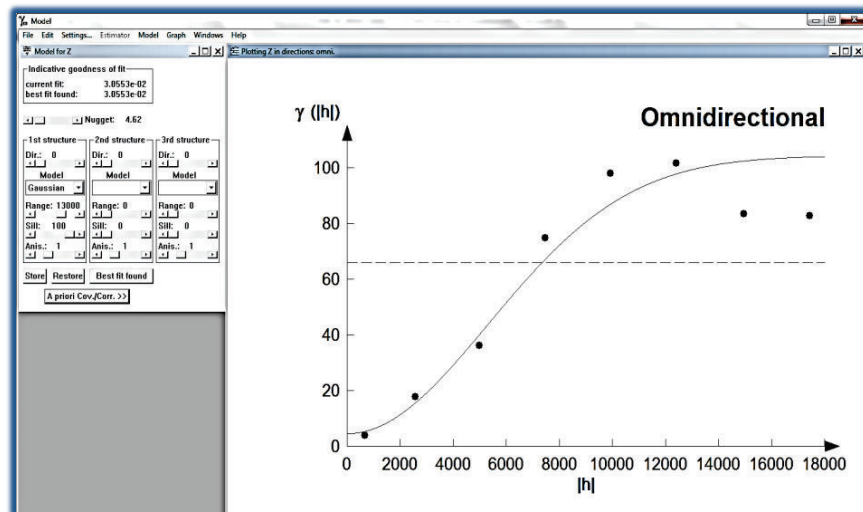 Model
File Edit Settings... Estimator Model Graph Windows Help
Model for Z
Indicative goodness of fit
current fit: 3.0553e-02
best fit found: 3.0553e-02
Nugget: 4.62
1st structure 2nd structure 3rd structure
Dir.: 0 Dir.: 0 Dir.: 0
Model Model Model
Gaussian
Range: 13000 Range: 0 Range: 0
Sill: 100 Sill: 0 Sill: 0
Anis.: 1 Anis.: 1 Anis.: 1
Store Restore Best fit found
A priori Cov./Corr. >>
Plotting Z in directions: omni.
γ (|h|)
Omnidirectional
100
80
60
40
20
0
0 2000 4000 6000 8000 10000 12000 14000 16000 18000
|h|